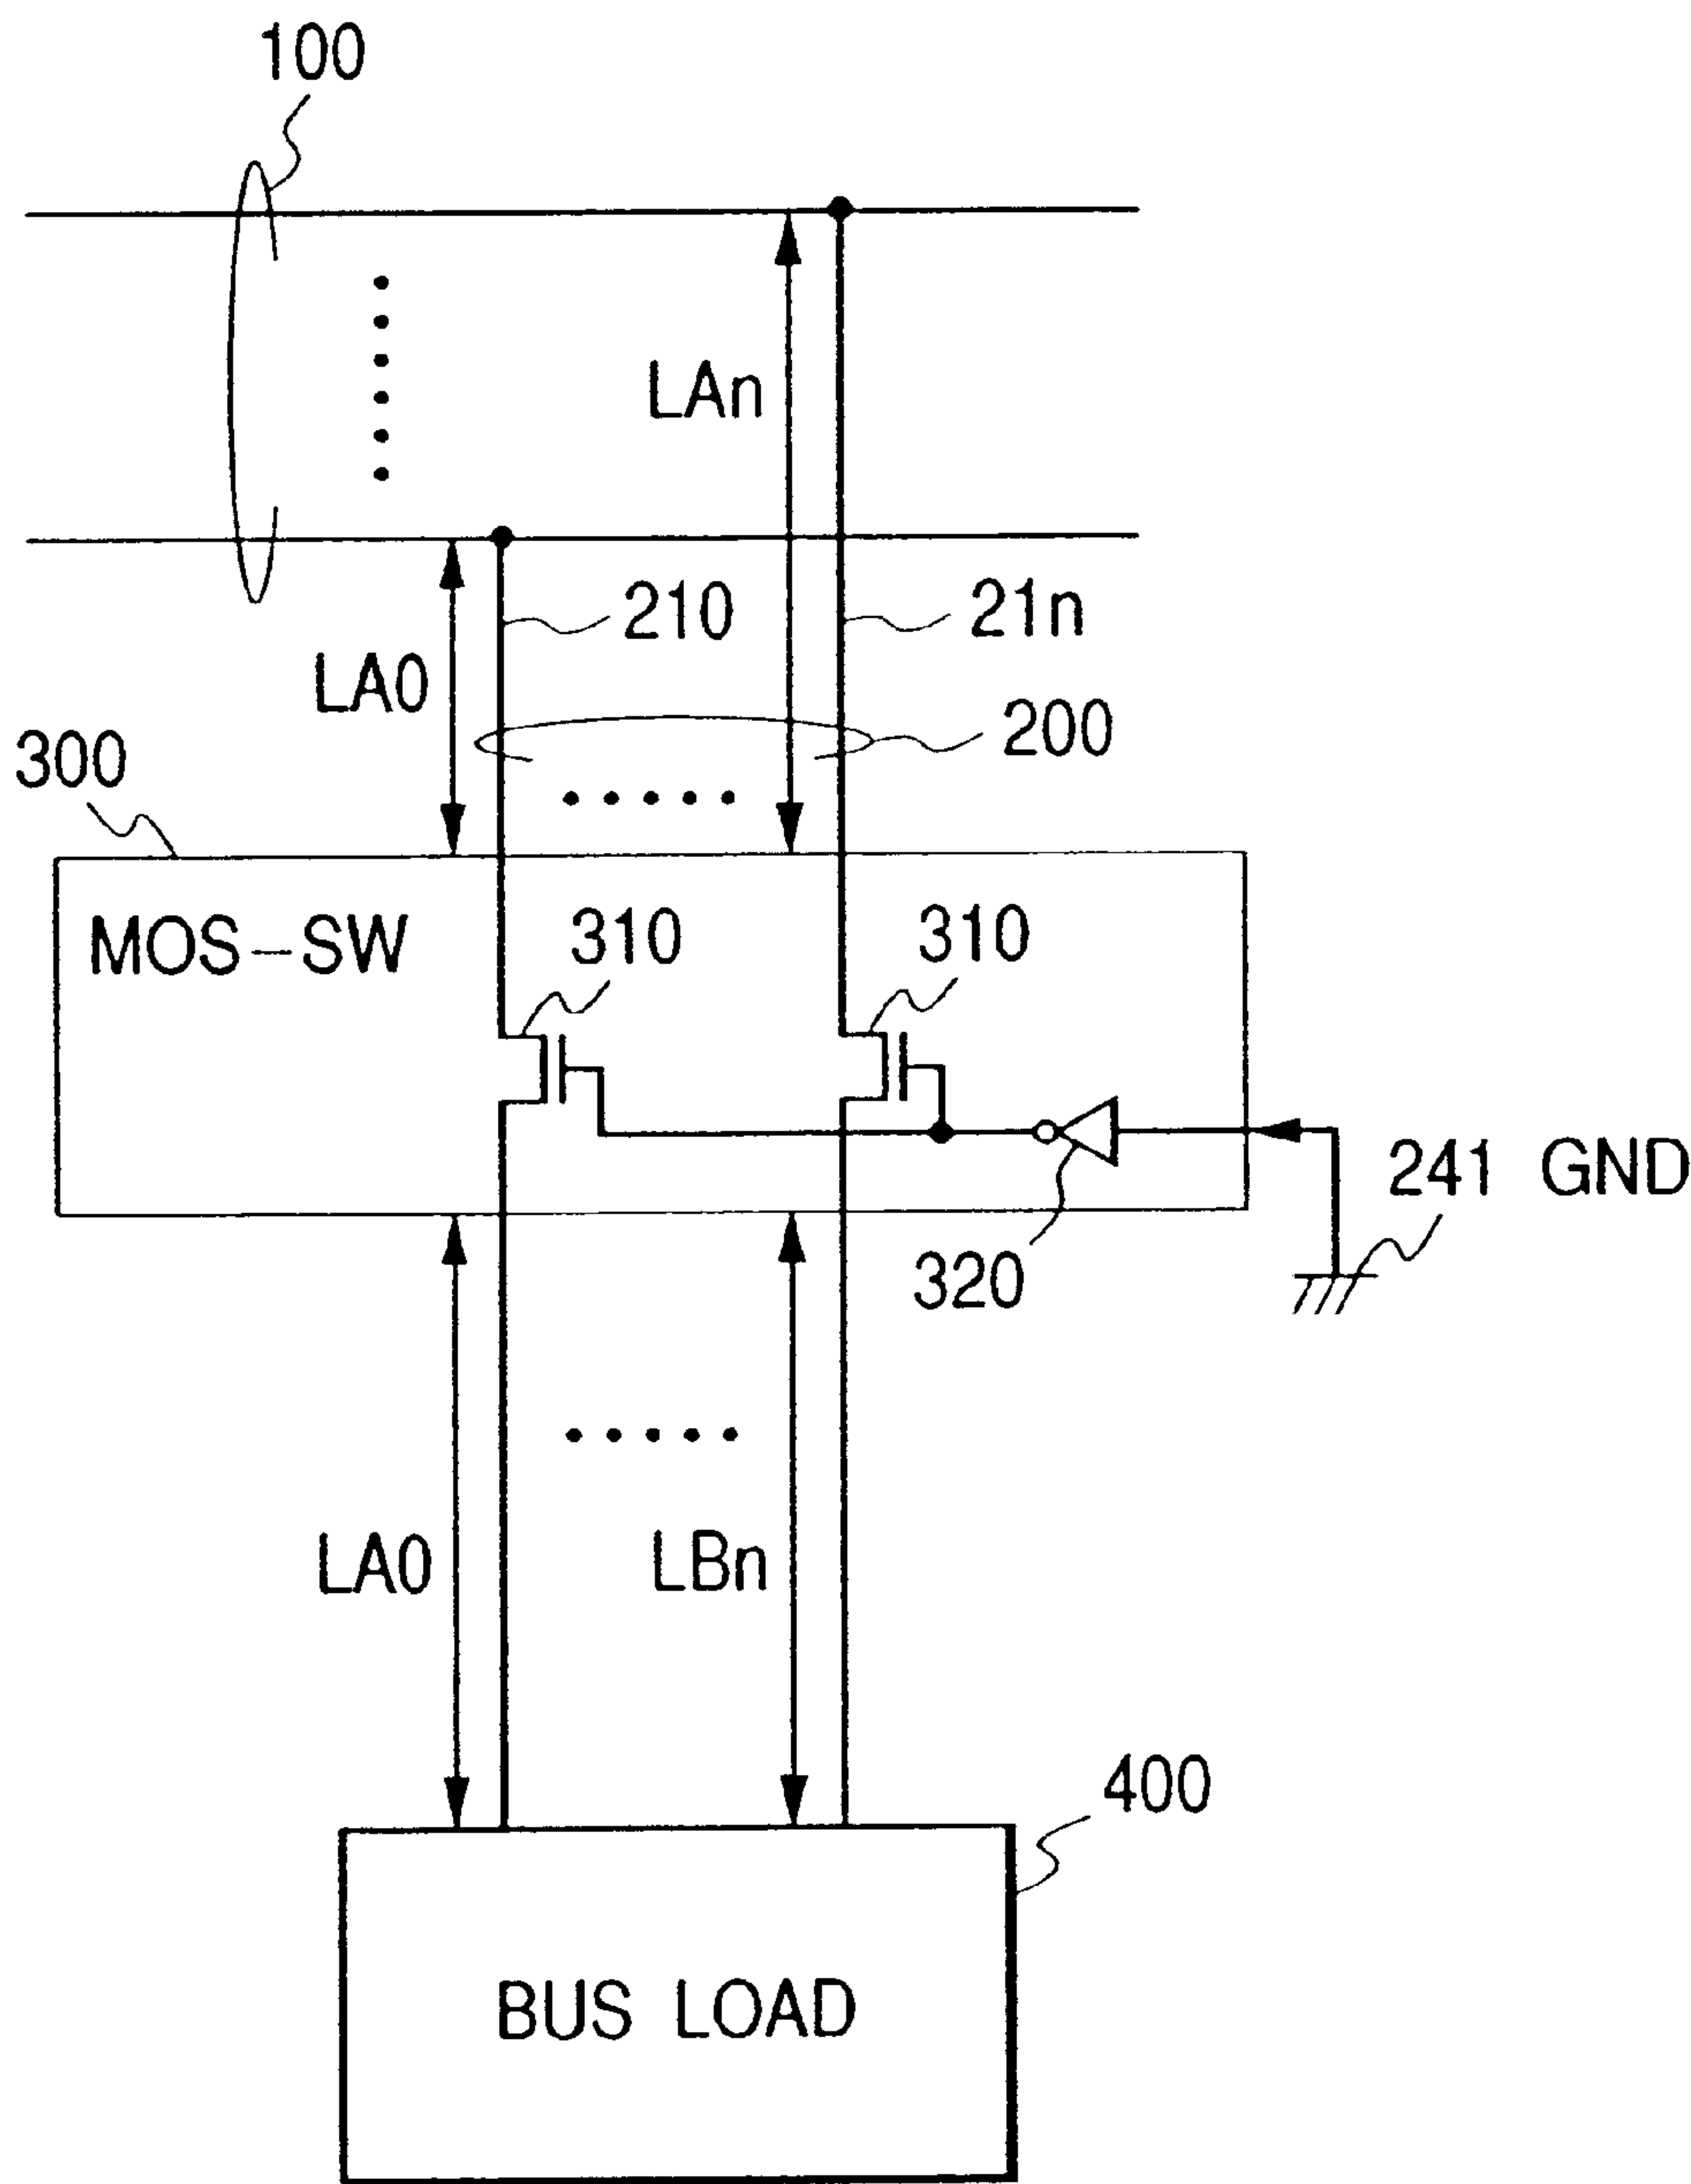 100
LAn
210
21n
LA0
200
300
MOS-SW
310
310
241 GND
320
LA0
LBn
400
BUS LOAD